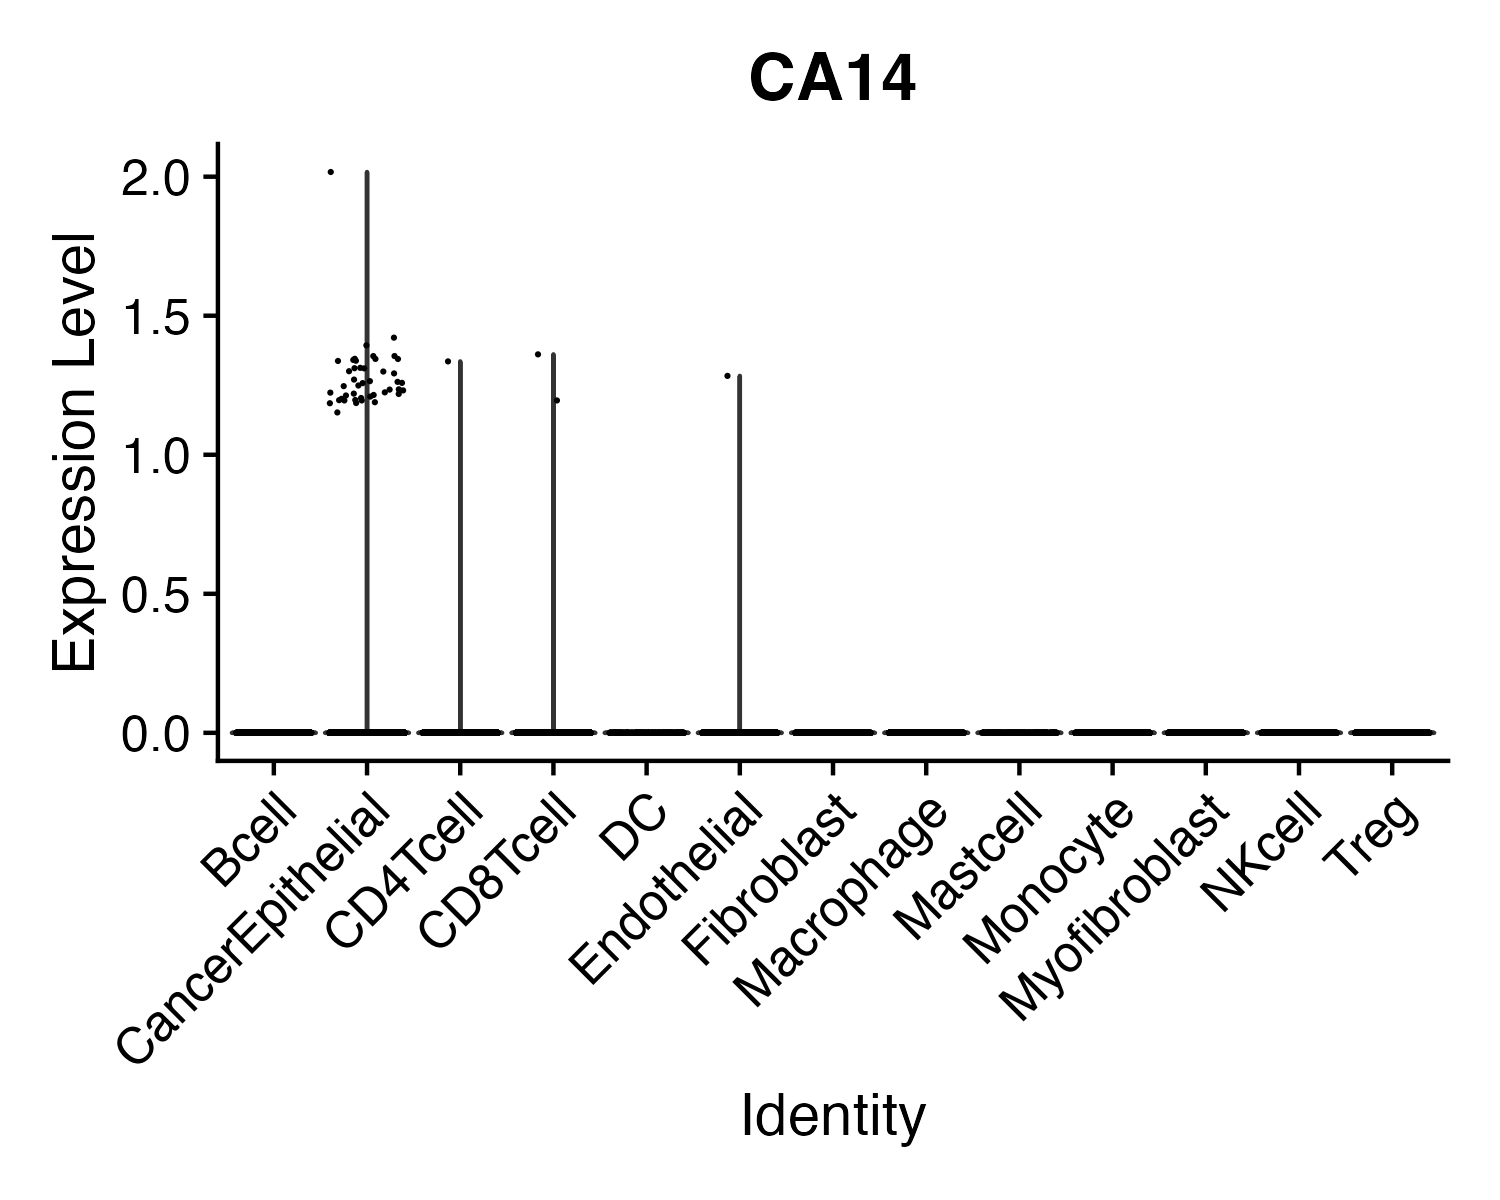 CA14
Expression Level
2.0
1.5
1.0
0.5
0.0
Bcell
CancerEpithelial
CD4Tcell
CD8Tcell
DC
Endothelial
Fibroblast
Macrophage
Mastcell
Monocyte
Myofibroblast
NKcell
Treg
Identity